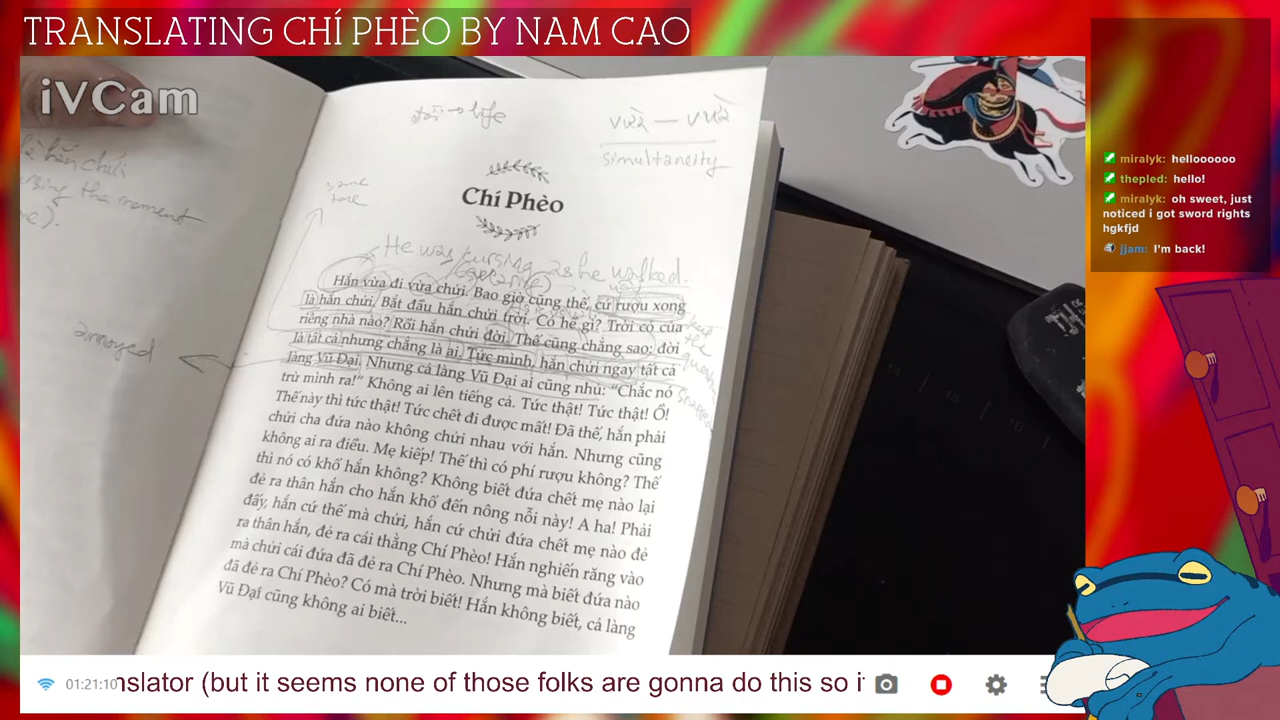 TRANSLATING CHÍ PHÈO BY NAM CAO
iVCam
đời → life
vừa — vừa
simultaneity
là hắn chửi
same
annoyed
Chí Phèo
He was cursing as he walked.
Hắn vừa đi vừa chửi. Bao giờ cũng thế, cứ rượu xong
là hắn chửi. Bắt đầu hắn chửi trời. Có hề gì? Trời có của
riêng nhà nào? Rồi hắn chửi đời. Thế cũng chẳng sao: đời
là tất cả nhưng chẳng là ai. Tức mình, hắn chửi ngay tất cả
làng Vũ Đại. Nhưng cả làng Vũ Đại ai cũng nhủ: “Chắc nó
trừ mình ra!” Không ai lên tiếng cả. Tức thật! Tức thật! Ồ!
Thế này thì tức thật! Tức chết đi được mất! Đã thế, hắn phải
chửi cha đứa nào không chửi nhau với hắn. Nhưng cũng
không ai ra điều. Mẹ kiếp! Thế thì có phí rượu không? Thế
thì nó có khổ hắn không? Không biết đứa chết mẹ nào lại
đẻ ra thân hắn cho hắn khổ đến nông nỗi này! A ha! Phải
đấy, hắn cứ thế mà chửi, hắn cứ chửi đứa chết mẹ nào đẻ
ra thân hắn, đẻ ra cái thằng Chí Phèo! Hắn nghiến răng vào
mà chửi cái đứa đã đẻ ra Chí Phèo. Nhưng mà biết đứa nào
đã đẻ ra Chí Phèo? Có mà trời biết! Hắn không biết, cả làng
Vũ Đại cũng không ai biết...
14
15
16
miralyk: helloooooo
thepled: hello!
miralyk: oh sweet, just
noticed i got sword rights
hgkfjd
jjam: I'm back!
01:21:10
nslator (but it seems none of those folks are gonna do this so i